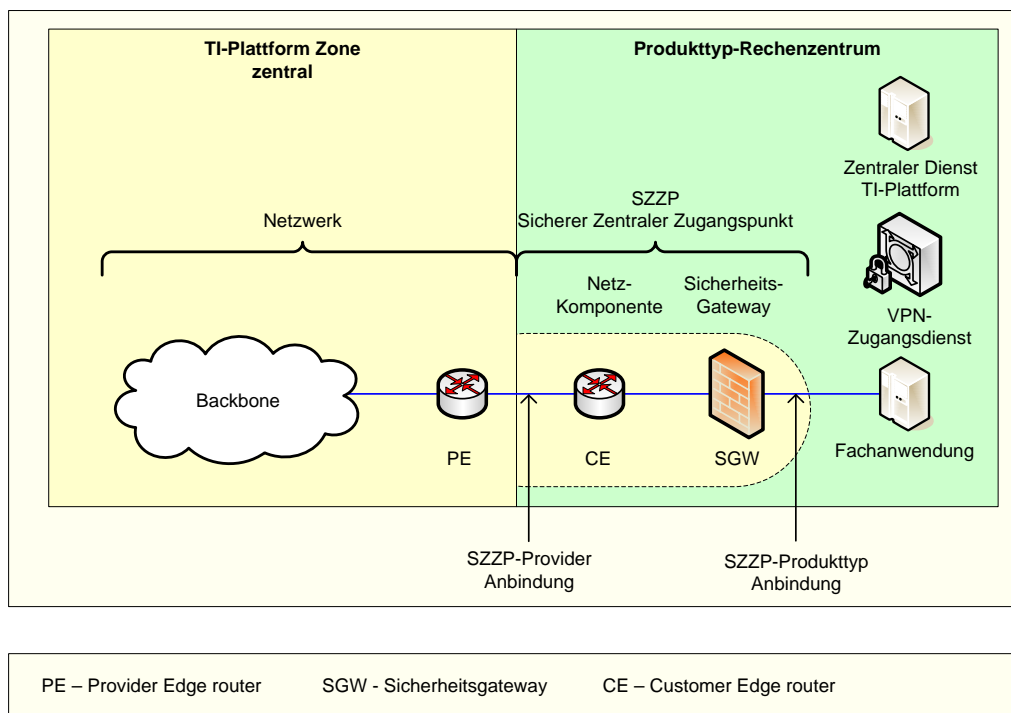 TI-Plattform Zone
zentral
Produkttyp-Rechenzentrum
Zentraler Dienst
TI-Plattform
Netzwerk
SZZP
Sicherer Zentraler Zugangspunkt
Netz-
Komponente
Sicherheits-
Gateway
VPN-
Zugangsdienst
Backbone
PE
CE
SGW
Fachanwendung
SZZP-Provider
Anbindung
SZZP-Produkttyp
Anbindung
PE – Provider Edge router
SGW - Sicherheitsgateway
CE – Customer Edge router